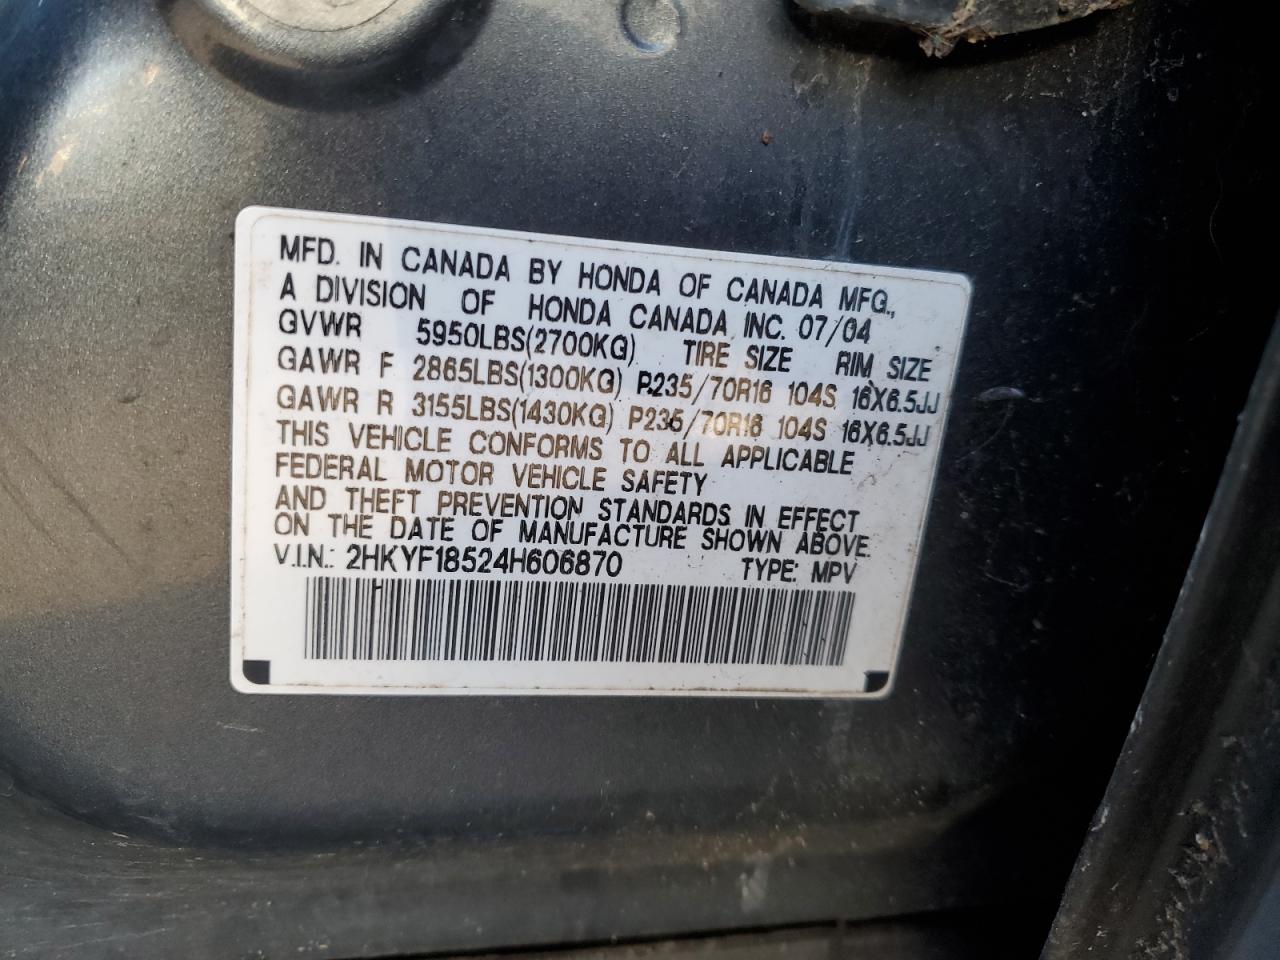 MFD. IN CANADA BY HONDA OF CANADA MFG.,
A DIVISION OF HONDA CANADA INC. 07/04
GVWR 5950LBS(2700KG) TIRE SIZE RIM SIZE
GAWR F 2865LBS(1300KG) P235/70R16 104S 16X6.5JJ
GAWR R 3155LBS(1430KG) P235/70R16 104S 16X6.5JJ
THIS VEHICLE CONFORMS TO ALL APPLICABLE
FEDERAL MOTOR VEHICLE SAFETY
AND THEFT PREVENTION STANDARDS IN EFFECT
ON THE DATE OF MANUFACTURE SHOWN ABOVE.
V.I.N.: 2HKYF18524H606870 TYPE: MPV